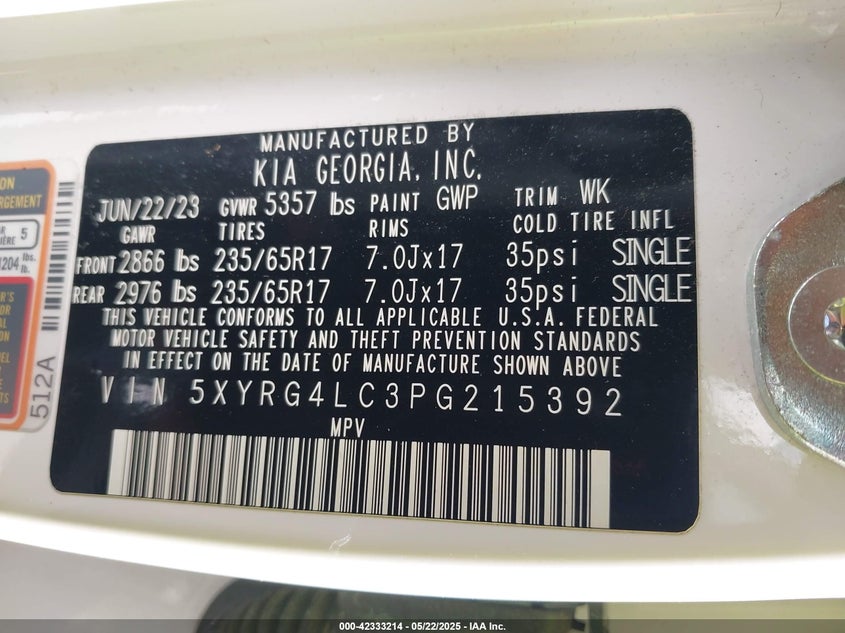 MANUFACTURED BY
KIA GEORGIA, INC.
JUN/22/23 GVWR 5357 lbs PAINT GWP TRIM WK
GAWR TIRES RIMS COLD TIRE INFL
FRONT 2866 lbs 235/65R17 7.0Jx17 35psi SINGLE
REAR 2976 lbs 235/65R17 7.0Jx17 35psi SINGLE
THIS VEHICLE CONFORMS TO ALL APPLICABLE U.S.A. FEDERAL
MOTOR VEHICLE SAFETY AND THEFT PREVENTION STANDARDS
IN EFFECT ON THE DATE OF MANUFACTURE SHOWN ABOVE
VIN 5XYRG4LC3PG215392
MPV
5
512A
000-42333214 - 05/22/2025 - IAA Inc.